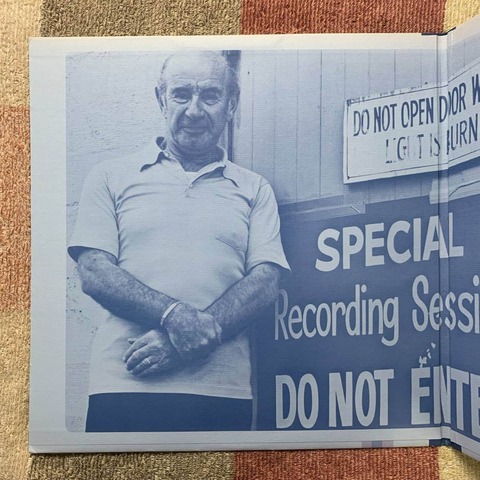 DO NOT OPEN DOOR W
LIGHT IS BURN
SPECIAL
Recording Sessi
DO NOT ENTE